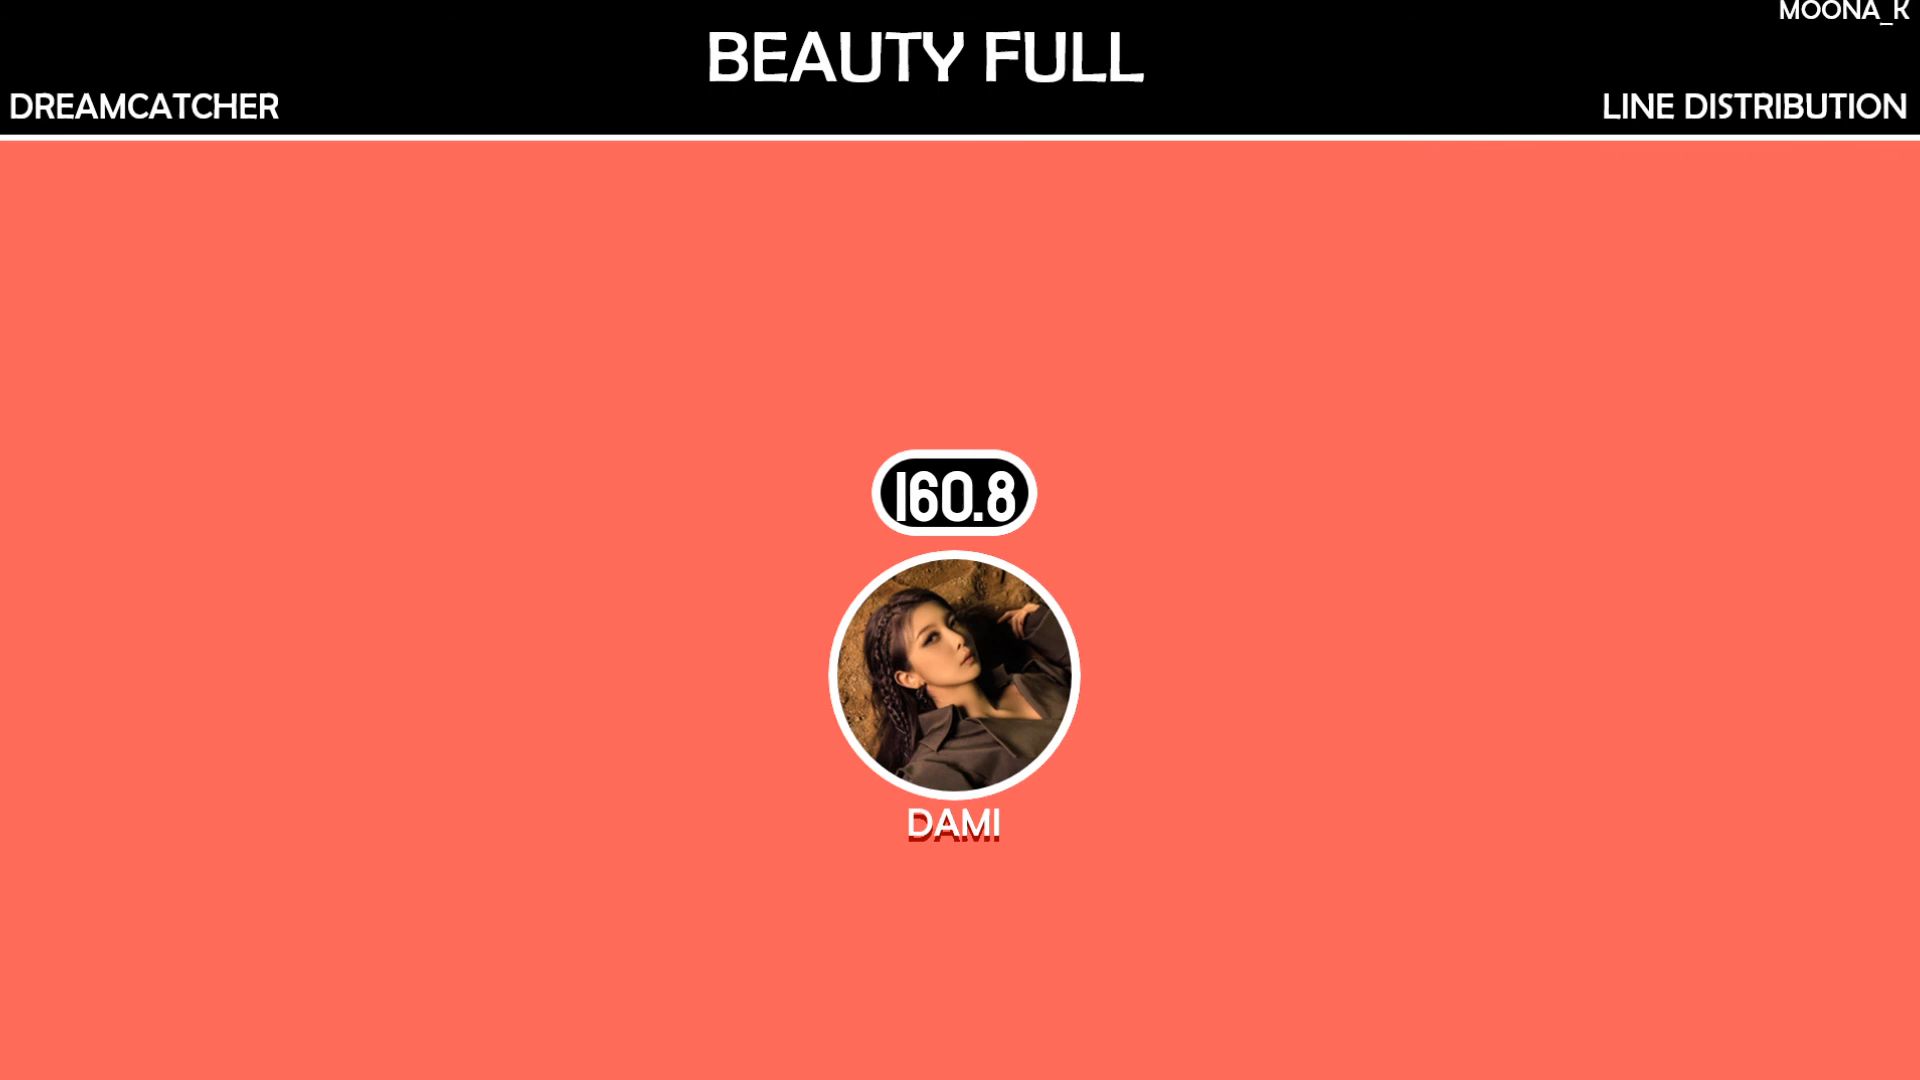 MOONA_K
BEAUTY FULL
DREAMCATCHER
LINE DISTRIBUTION
160.8
DAMI